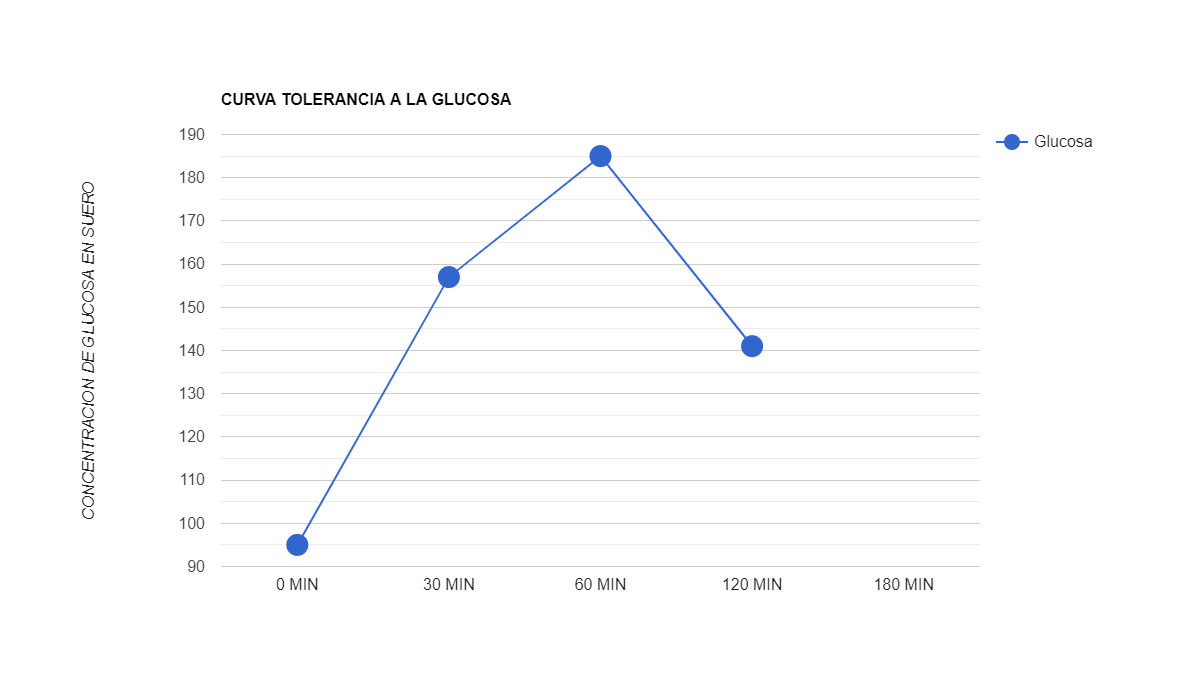 CURVA TOLERANCIA A LA GLUCOSA
Glucosa
CONCENTRACION DE GLUCOSA EN SUERO
190
180
170
160
150
140
130
120
110
100
90
0 MIN
30 MIN
60 MIN
120 MIN
180 MIN